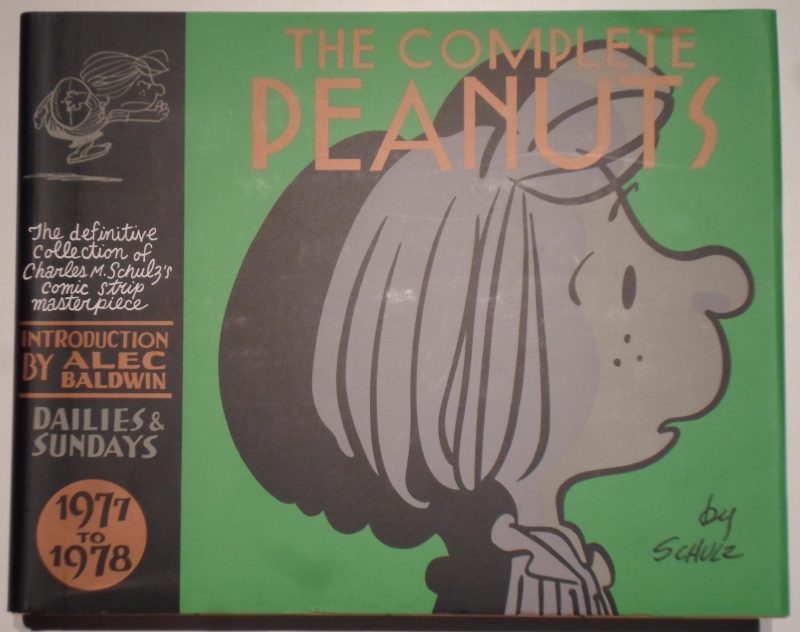 THE COMPLETE
PEANUTS
The definitive
collection of
Charles M. Schulz's
comic strip
masterpiece
INTRODUCTION
BY ALEC
BALDWIN
DAILIES &
SUNDAYS
1977
TO
1978
by
SCHULZ